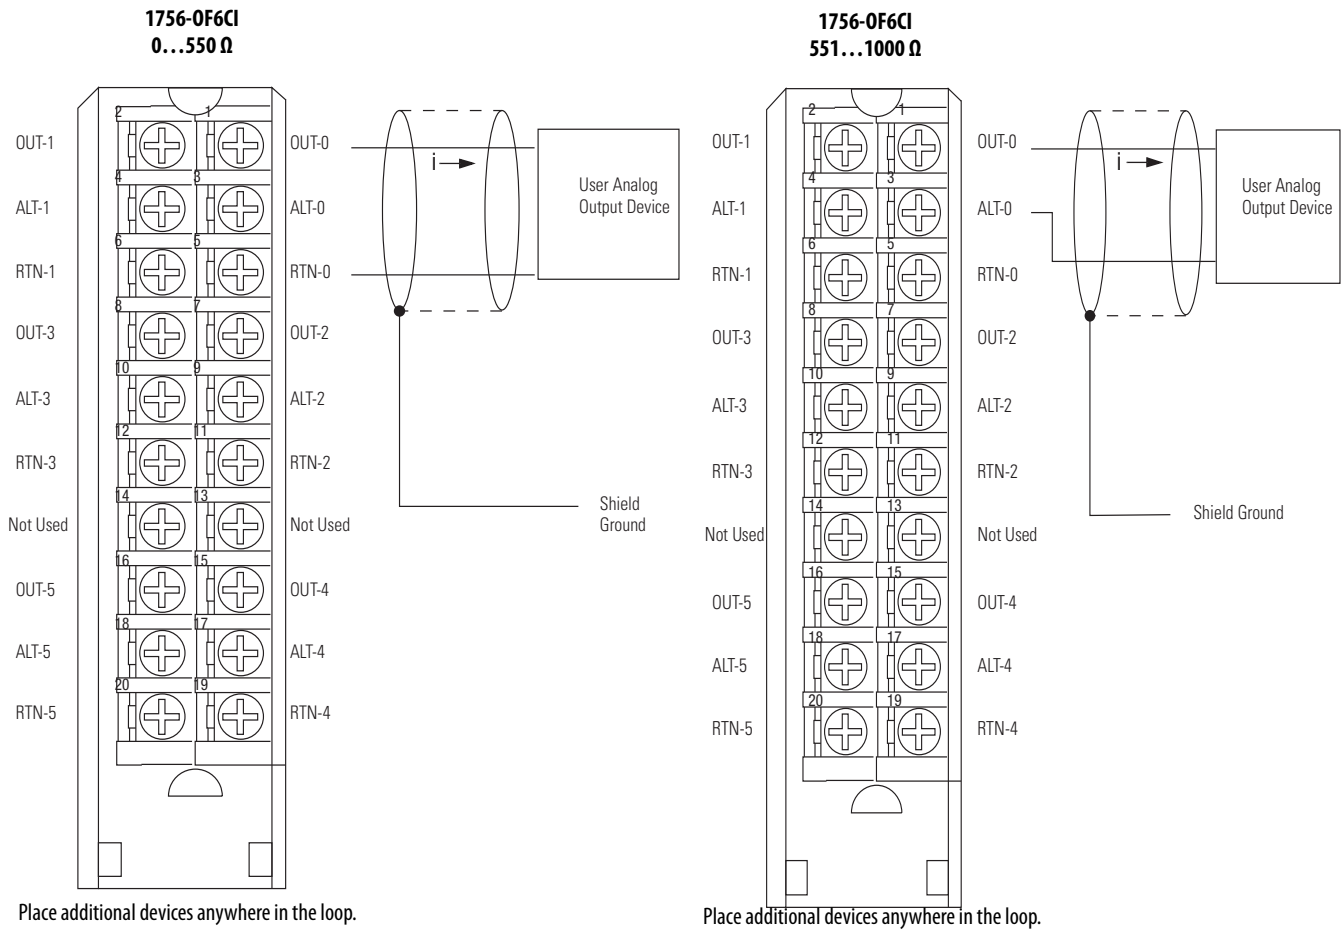 1756-OF6CI
0…550 Ω
2 1
OUT-1 OUT-0
4 3
ALT-1 ALT-0
6 5
RTN-1 RTN-0
8 7
OUT-3 OUT-2
10 9
ALT-3 ALT-2
12 11
RTN-3 RTN-2
14 13
Not Used Not Used
16 15
OUT-5 OUT-4
18 17
ALT-5 ALT-4
20 19
RTN-5 RTN-4
i
User Analog
Output Device
Shield
Ground
Place additional devices anywhere in the loop.
1756-OF6CI
551…1000 Ω
2 1
OUT-1 OUT-0
4 3
ALT-1 ALT-0
6 5
RTN-1 RTN-0
8 7
OUT-3 OUT-2
10 9
ALT-3 ALT-2
12 11
RTN-3 RTN-2
14 13
Not Used Not Used
16 15
OUT-5 OUT-4
18 17
ALT-5 ALT-4
20 19
RTN-5 RTN-4
i
User Analog
Output Device
Shield Ground
Place additional devices anywhere in the loop.